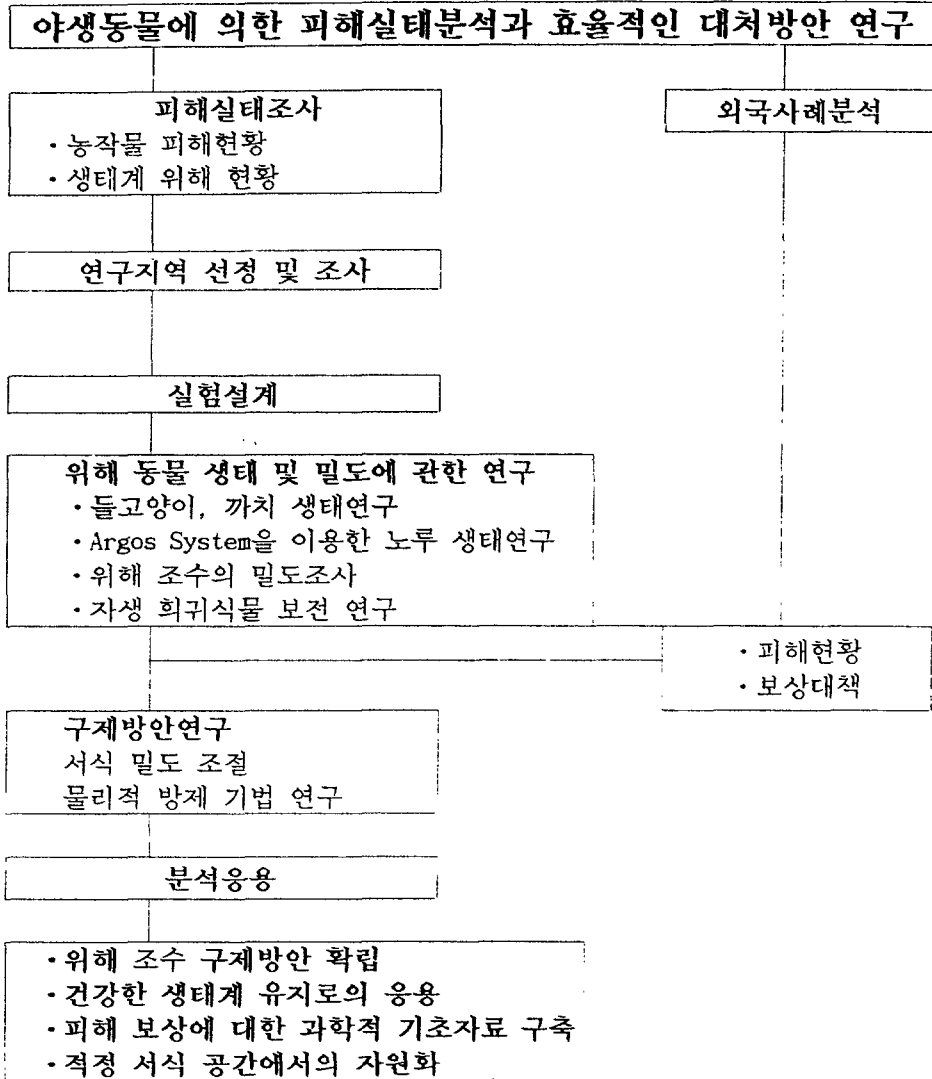 야생동물에 의한 피해실태분석과 효율적인 대처방안 연구
피해실태조사
· 농작물 피해현황
· 생태계 위해 현황
외국사례분석
연구지역 선정 및 조사
실험설계
위해 동물 생태 및 밀도에 관한 연구
· 들고양이, 까치 생태연구
· Argos System을 이용한 노루 생태연구
· 위해 조수의 밀도조사
· 자생 희귀식물 보전 연구
· 피해현황
· 보상대책
구제방안연구
서식 밀도 조절
물리적 방제 기법 연구
분석응용
· 위해 조수 구제방안 확립
· 건강한 생태계 유지로의 응용
· 피해 보상에 대한 과학적 기초자료 구축
· 적정 서식 공간에서의 자원화